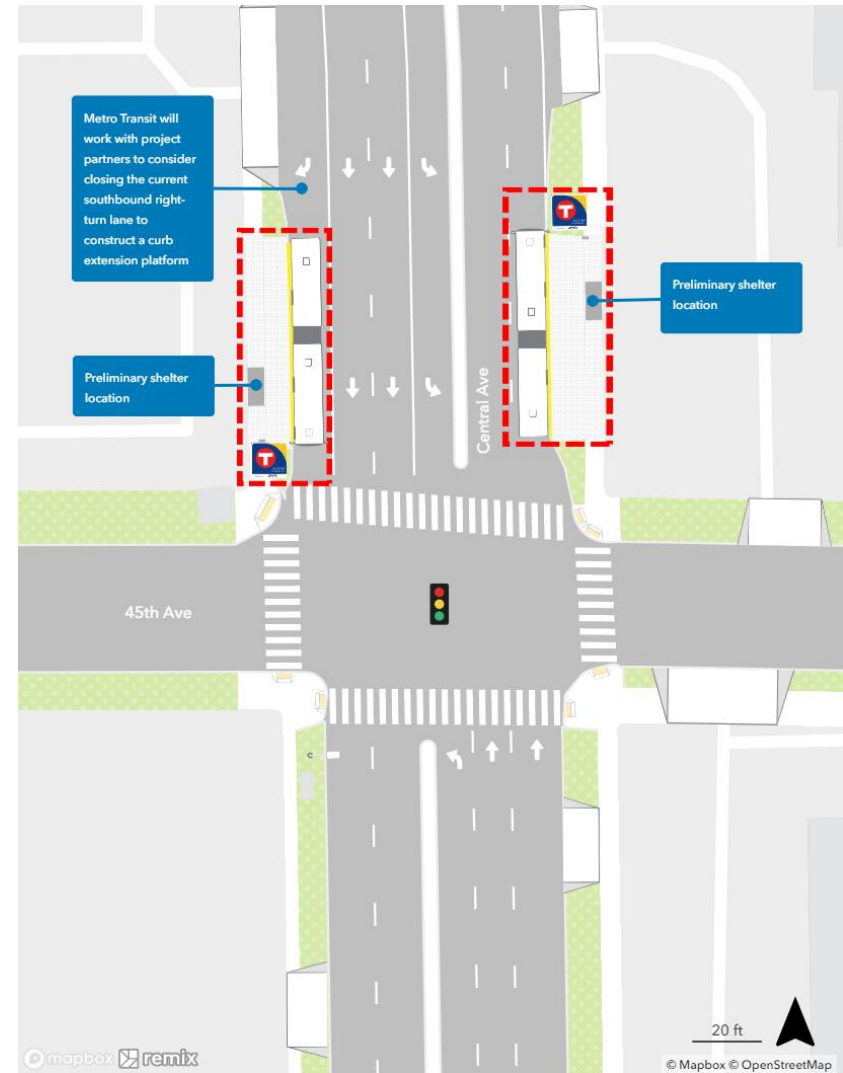 Metro Transit will
work with project
partners to consider
closing the current
southbound right-
turn lane to
construct a curb
extension platform
Preliminary shelter
location
Preliminary shelter
location
Central Ave
T
T
45th Ave
20 ft
mapbox remix
© Mapbox © OpenStreetMap